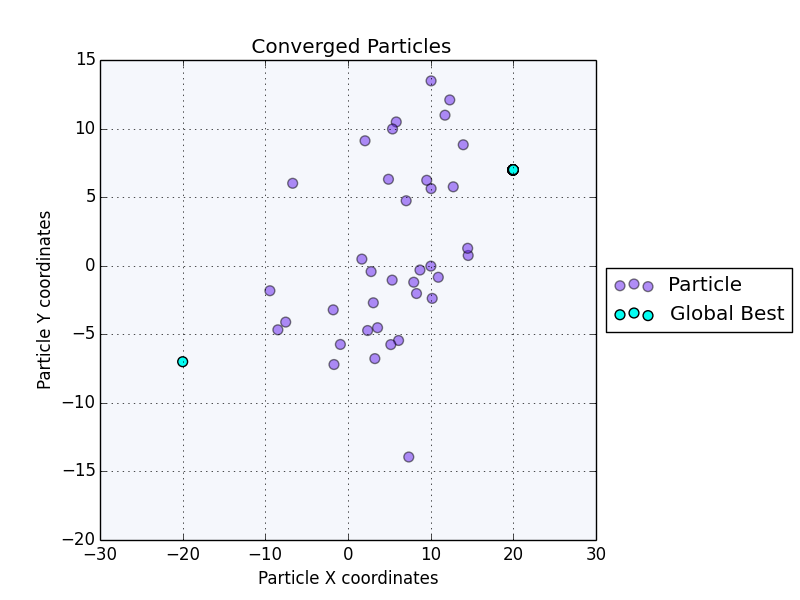 Converged Particles
15
10
5
0
−5
−10
−15
−20
Particle Y coordinates
−30 −20 −10 0 10 20 30
Particle X coordinates
Particle
Global Best